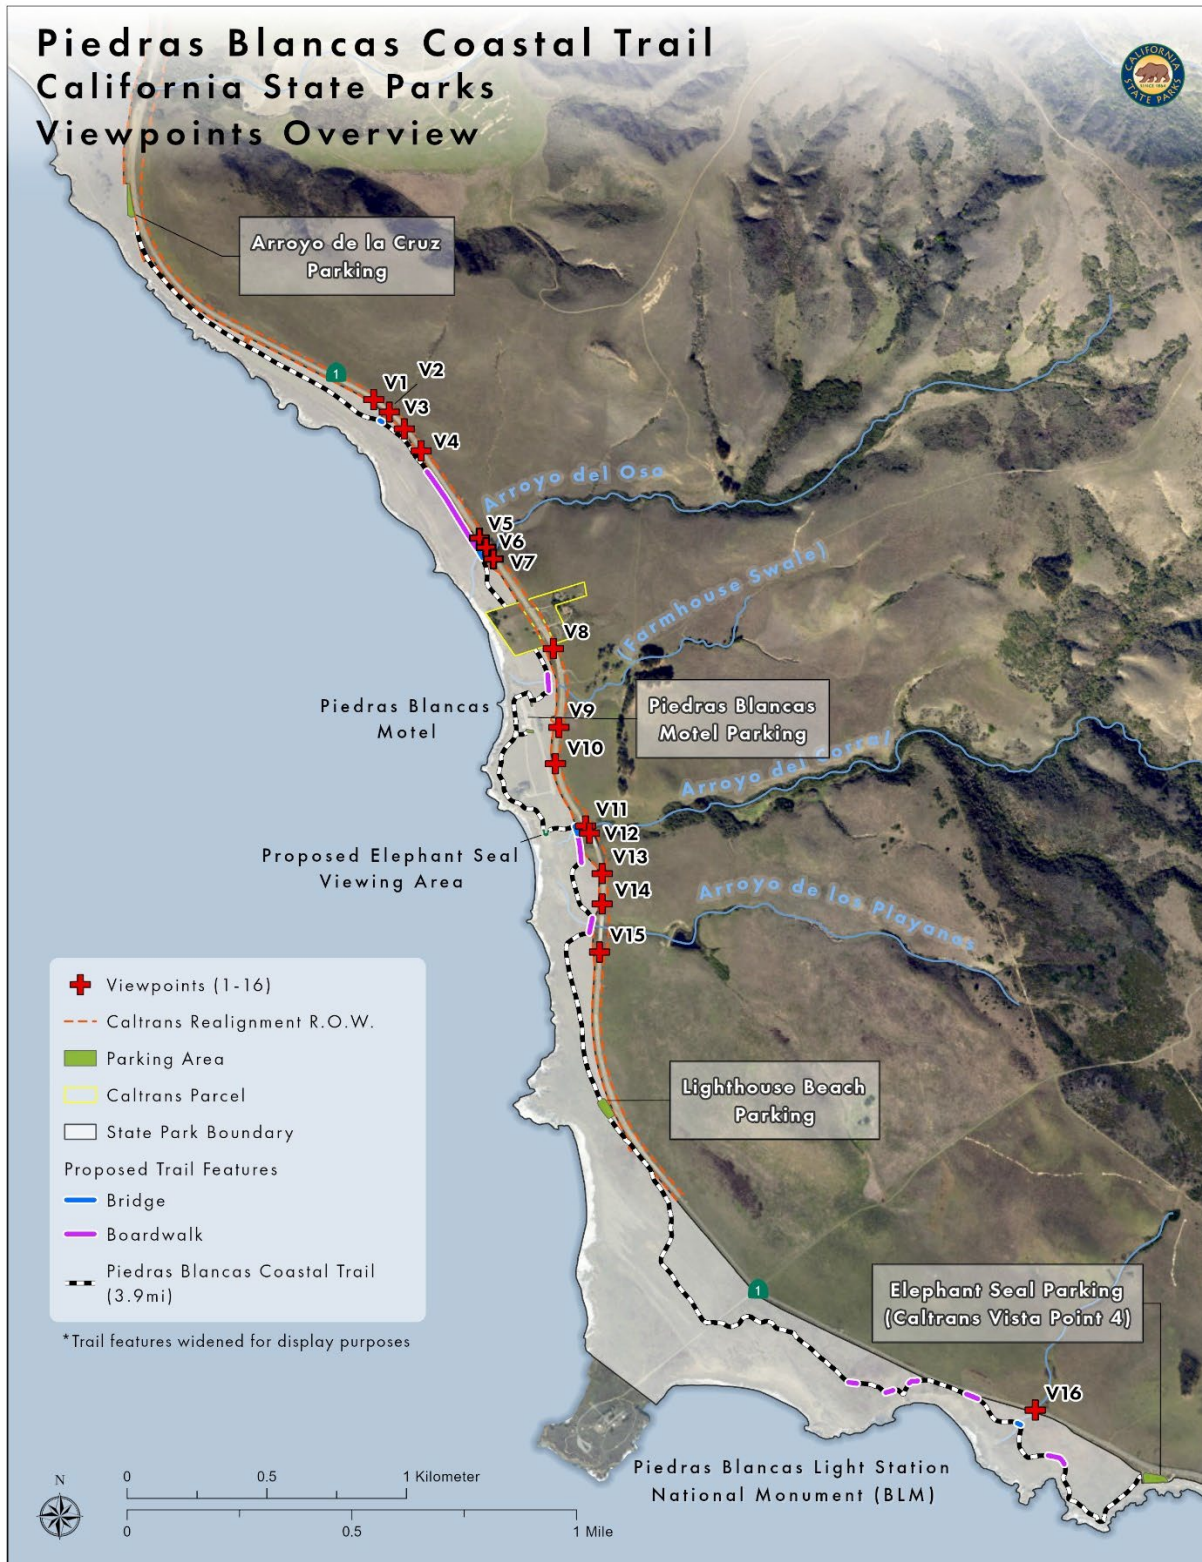 Piedras Blancas Coastal Trail
California State Parks
Viewpoints Overview
CALIFORNIA
SINCE 1864
STATE PARKS
Arroyo de la Cruz
Parking
1
V1
V2
V3
V4
Arroyo del Oso
V5
V6
V7
(Farmhouse Swale)
V8
Piedras Blancas
Motel
Piedras Blancas
Motel Parking
V9
V10
Arroyo del Corral
V11
V12
Proposed Elephant Seal
Viewing Area
V13
V14
Arroyo de los Playanos
V15
Viewpoints (1-16)
Caltrans Realignment R.O.W.
Parking Area
Caltrans Parcel
State Park Boundary
Proposed Trail Features
Bridge
Boardwalk
Piedras Blancas Coastal Trail
(3.9mi)
*Trail features widened for display purposes
Lighthouse Beach
Parking
1
Elephant Seal Parking
(Caltrans Vista Point 4)
V16
Piedras Blancas Light Station
National Monument (BLM)
N
0 0.5 1 Kilometer
0 0.5 1 Mile